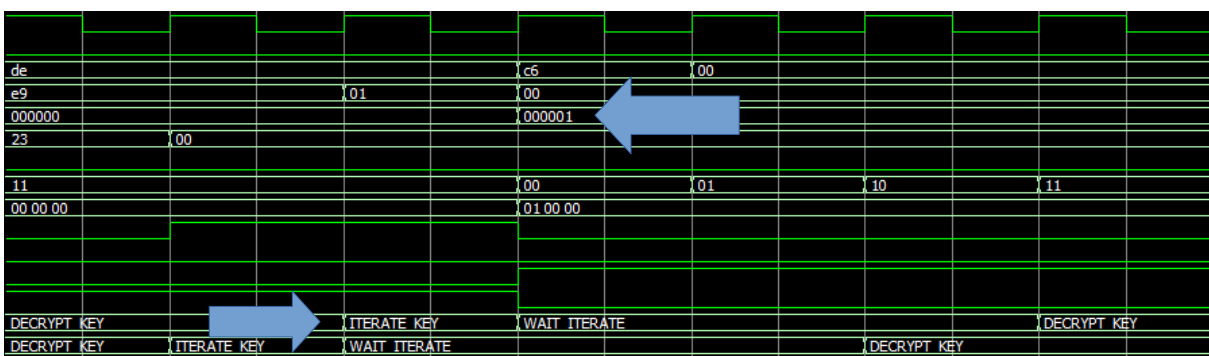 de c6 00
e9 01 00
000000 000001
23 00
11 00 01 10 11
00 00 00 01 00 00
DECRYPT KEY ITERATE KEY WAIT ITERATE DECRYPT KEY
DECRYPT KEY ITERATE KEY WAIT ITERATE DECRYPT KEY